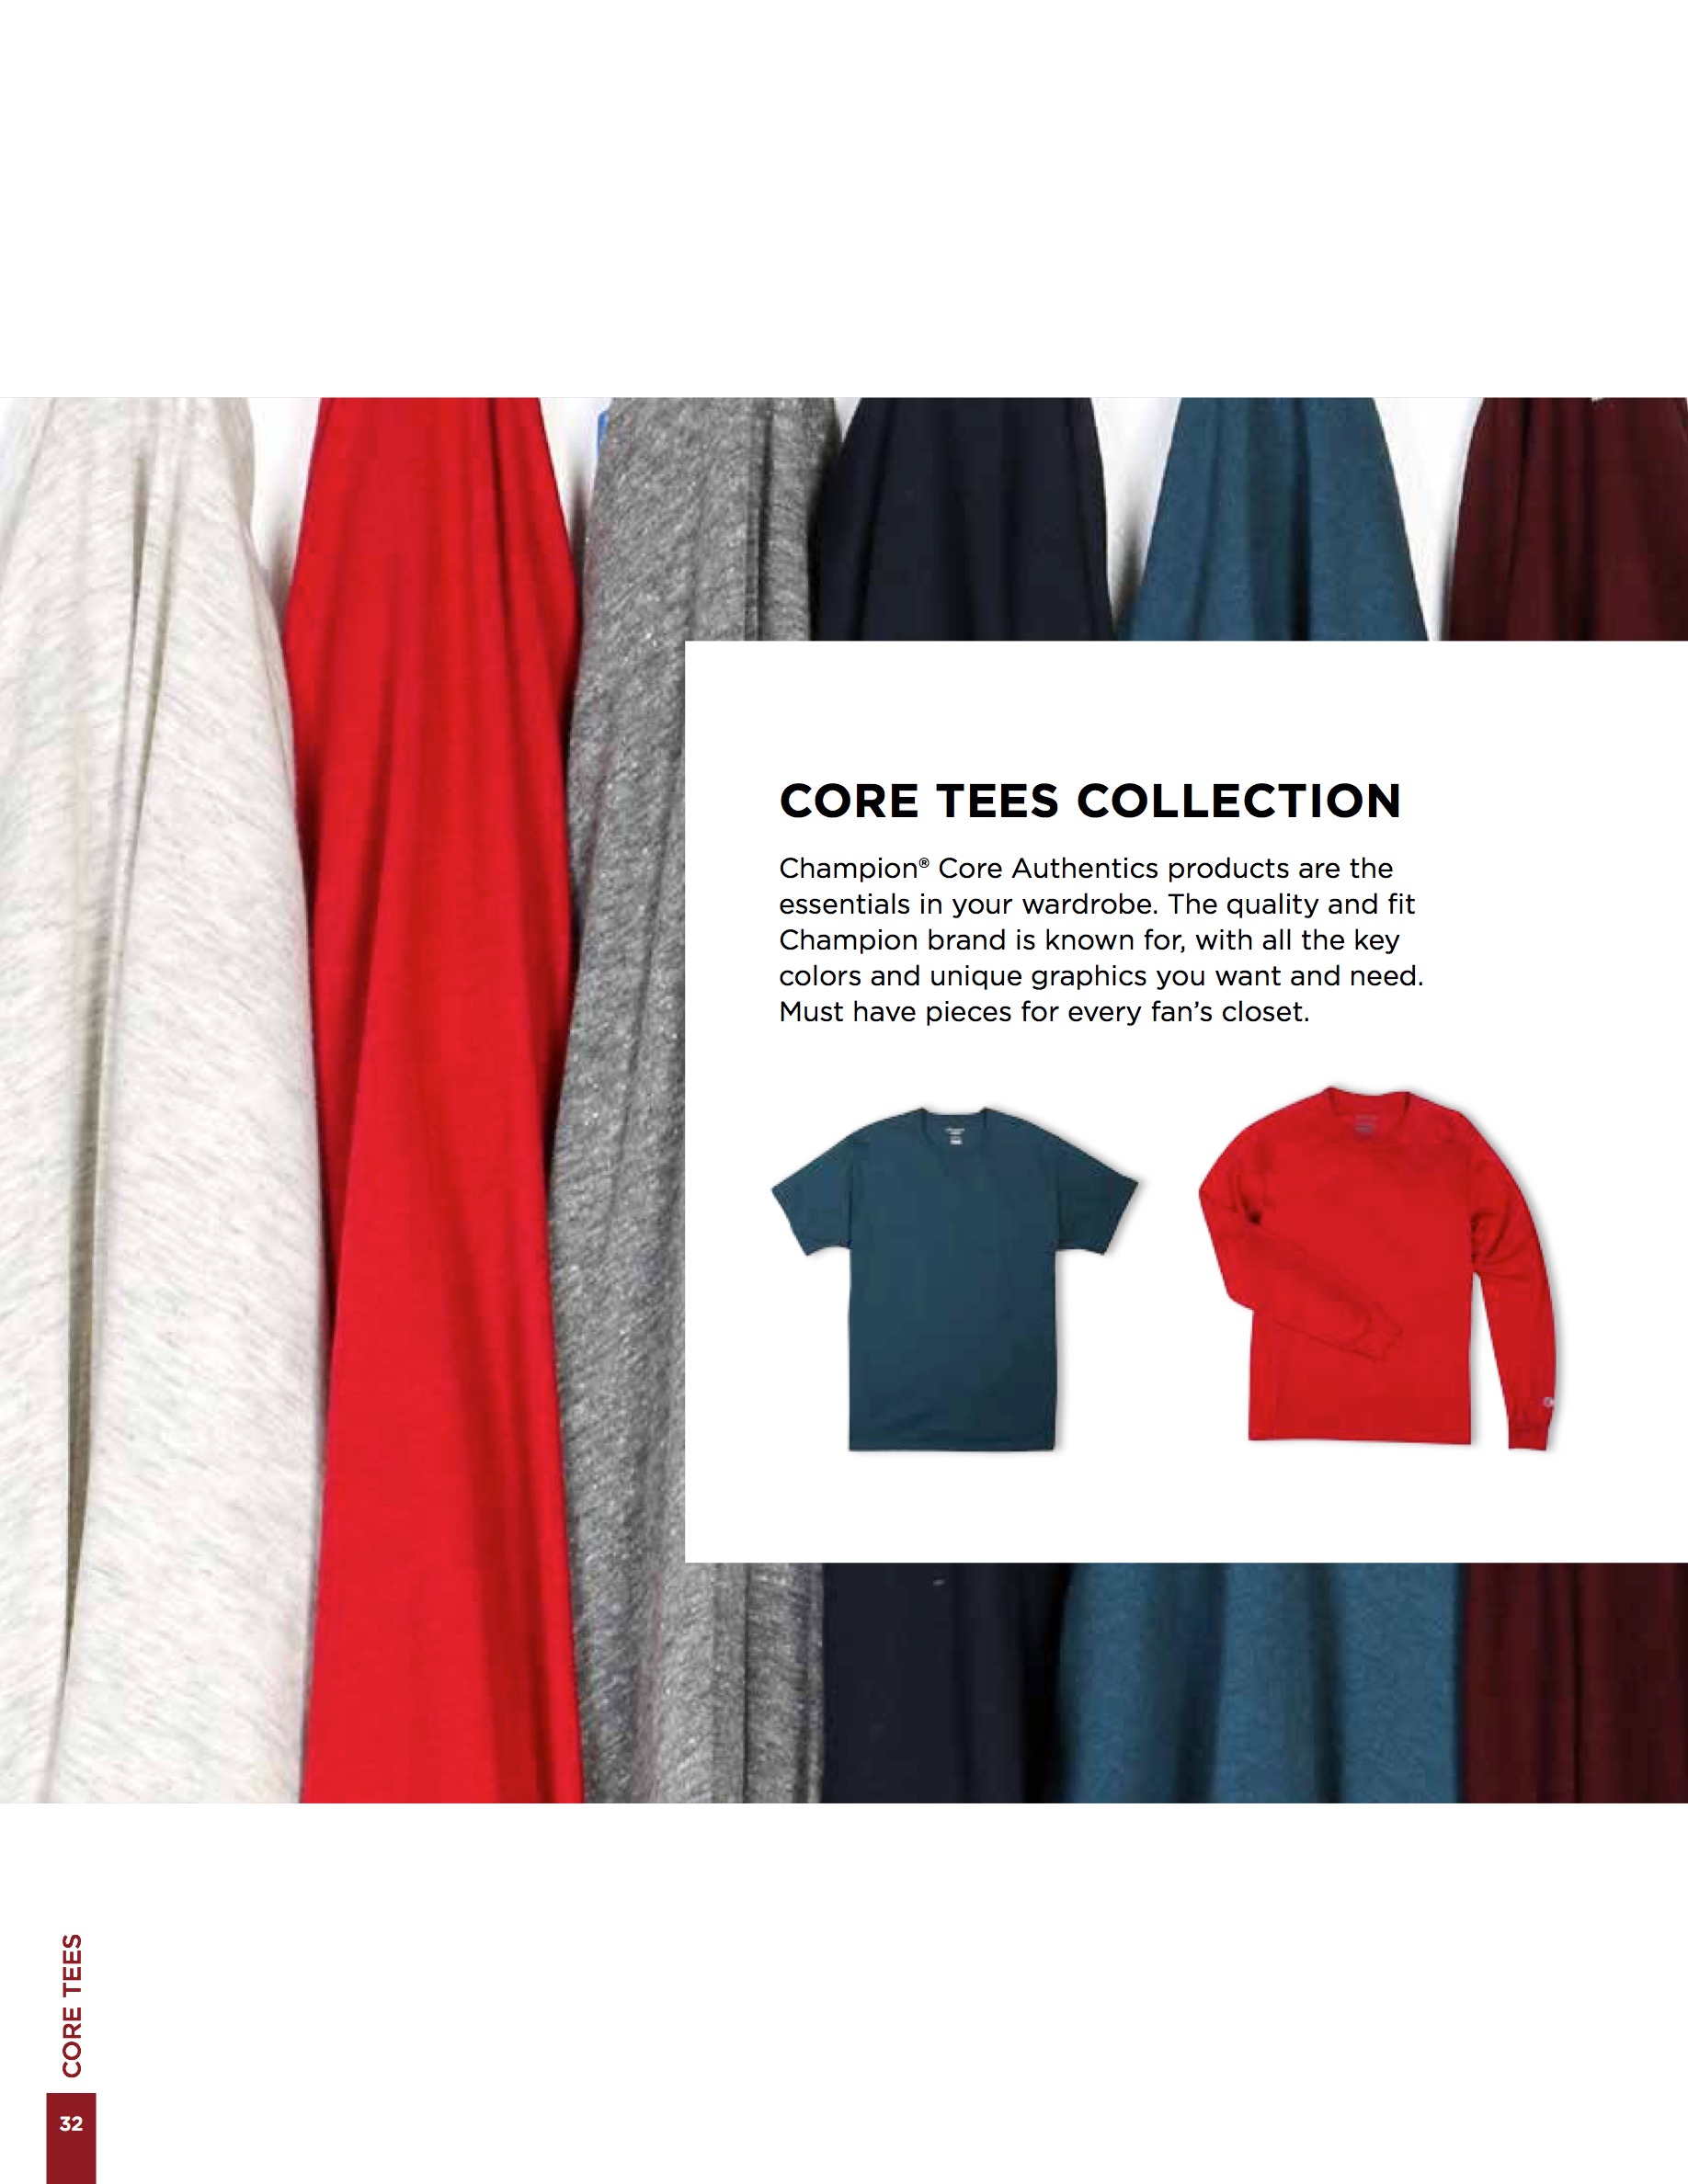 CORE TEES COLLECTION
Champion® Core Authentics products are the
essentials in your wardrobe. The quality and fit
Champion brand is known for, with all the key
colors and unique graphics you want and need.
Must have pieces for every fan’s closet.
CORE TEES
32